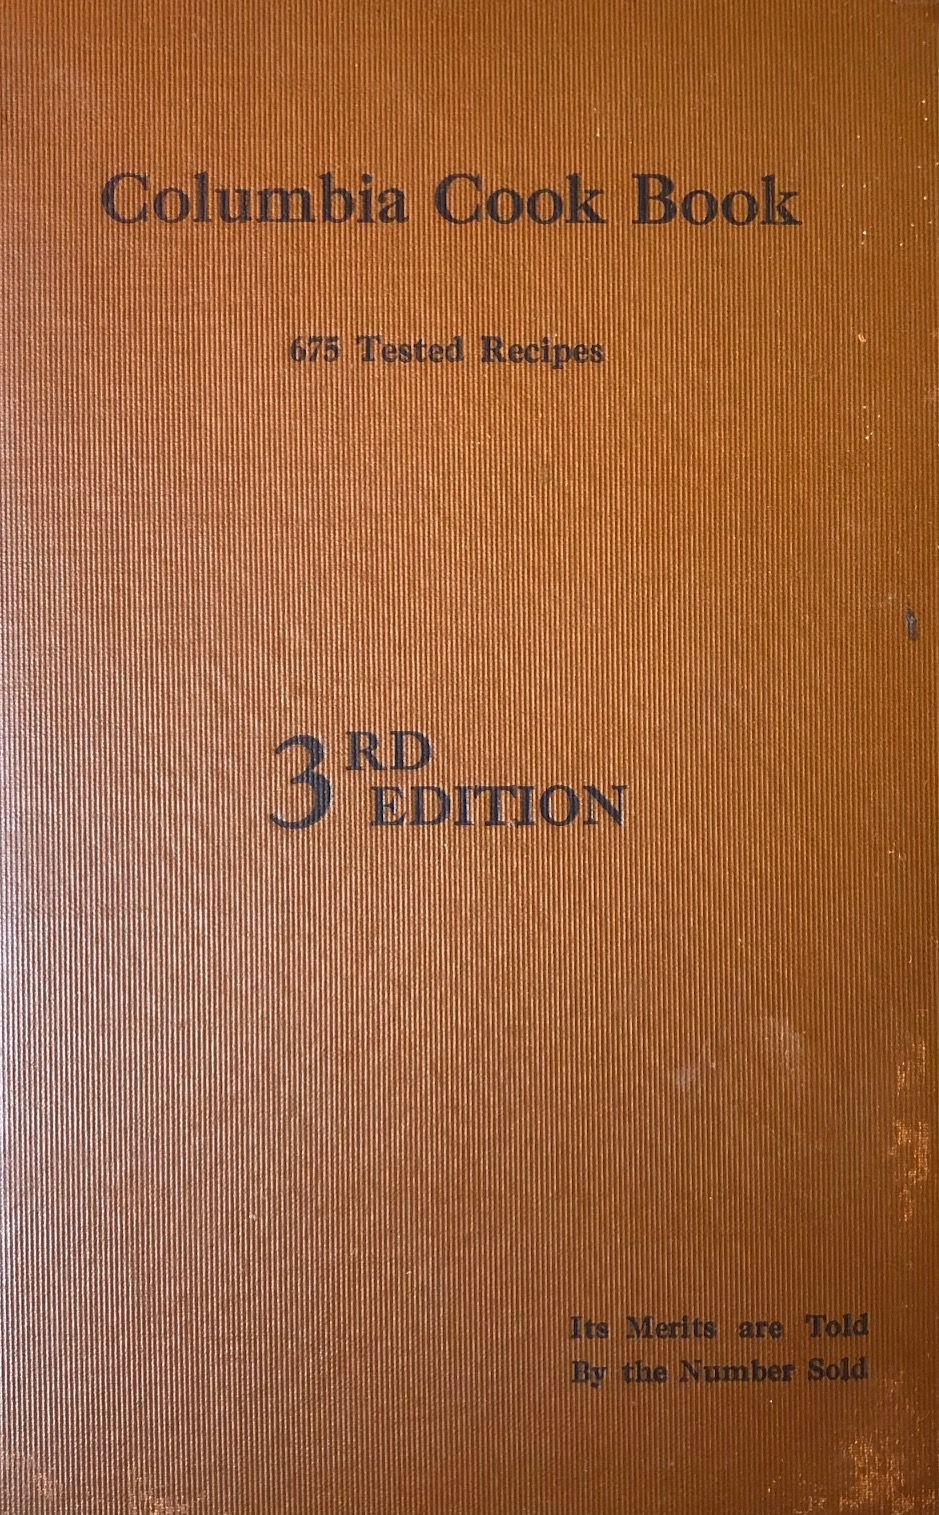 Columbia Cook Book
675 Tested Recipes
3RD
EDITION
Its Merits are Told
By the Number Sold